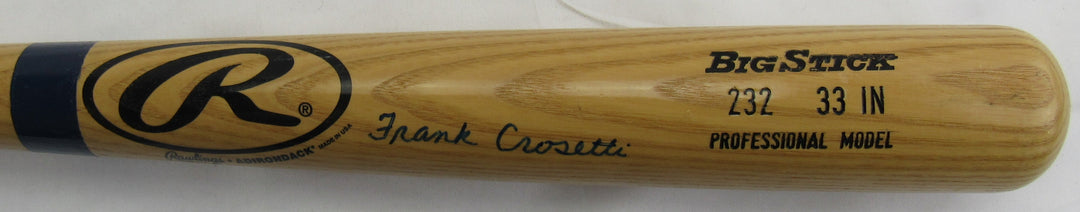 R ®
MADE IN USA
Rawlings • ADIRONDACK®
Frank Crosetti
BIG STICK
232 33 IN
PROFESSIONAL MODEL